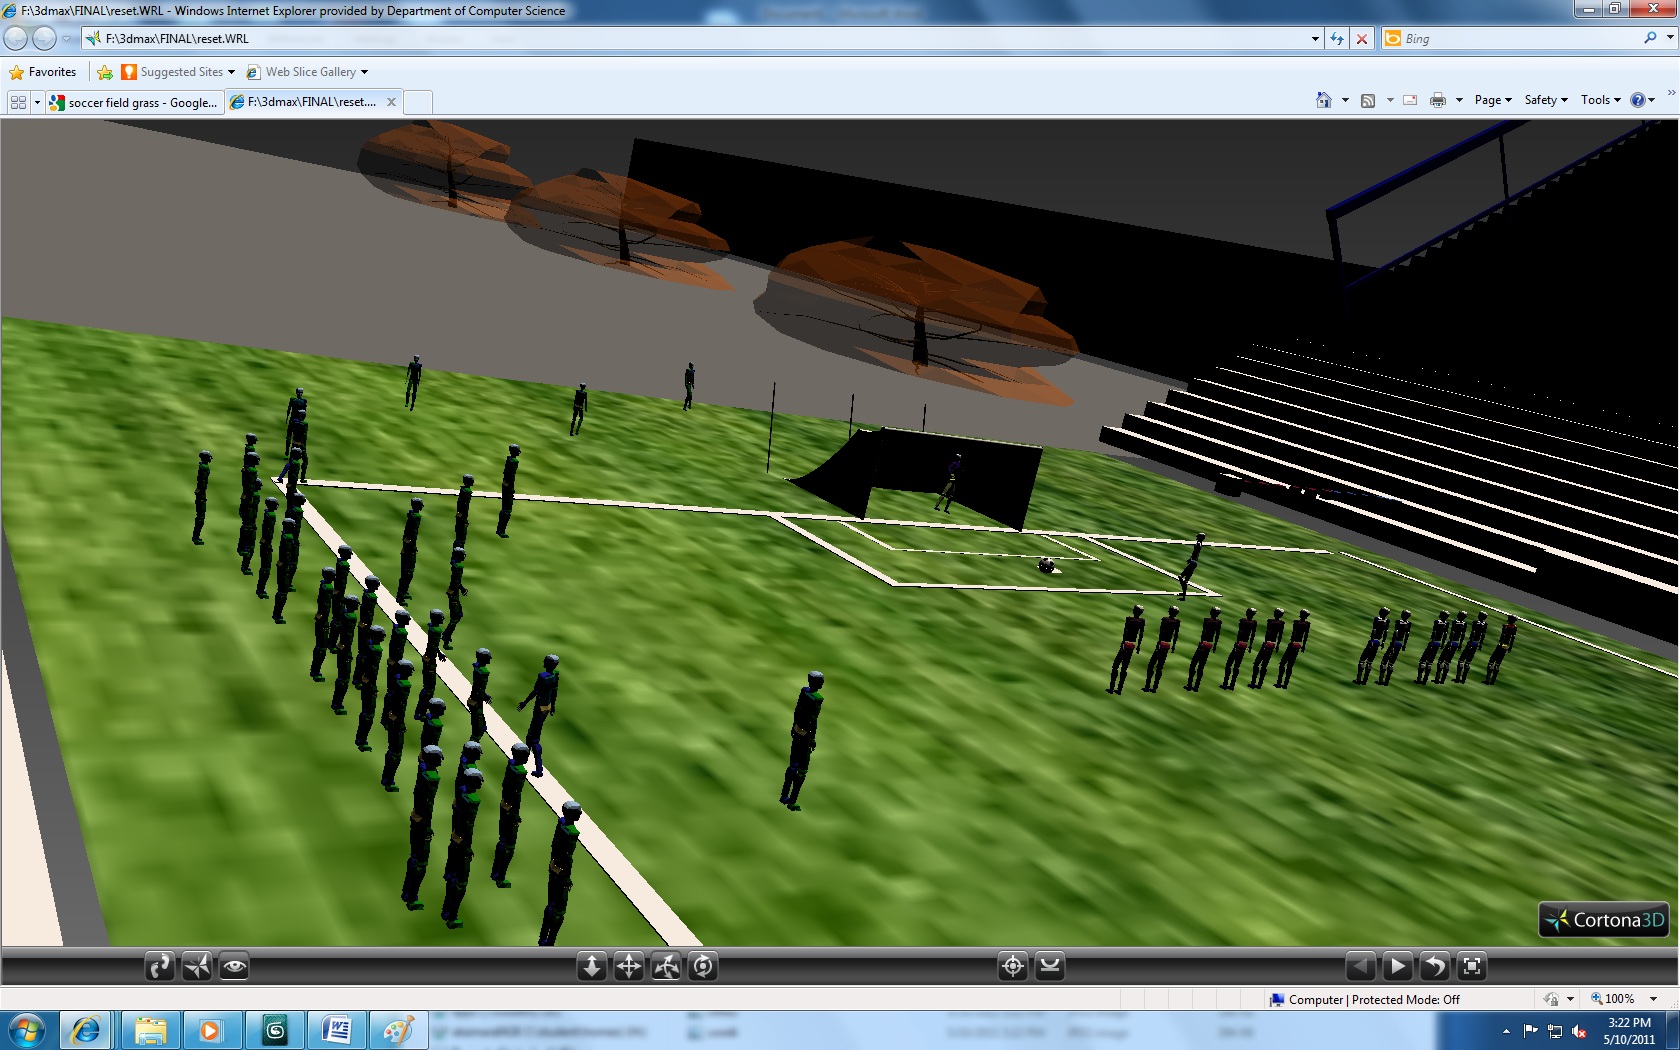 F:\3dmax\FINAL\reset.WRL - Windows Internet Explorer provided by Department of Computer Science
F:\3dmax\FINAL\reset.WRL
Bing
Favorites
Suggested Sites
Web Slice Gallery
soccer field grass - Google...
F:\3dmax\FINAL\reset....
Page
Safety
Tools
Cortona3D
Computer | Protected Mode: Off
100%
3:22 PM
5/10/2011